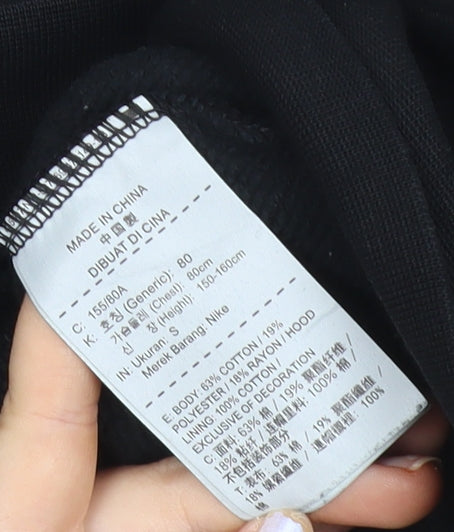 MADE IN CHINA
中国製
DIBUAT DI CINA
C: 155/80A
K: 호칭 (Generic): 80
가슴둘레 (Chest): 80cm
신 장 (Height): 150-160cm
IN: Ukuran: S
Merek Barang: Nike
E: BODY: 63% COTTON / 19%
POLYESTER / 18% RAYON / HOOD
LINING: 100% COTTON /
EXCLUSIVE OF DECORATION
C: 面料: 63% 棉 / 19% 聚酯纤维 /
18% 粘纤 / 连帽里料: 100% 棉 /
不包括装饰部分
T: 表布: 63% 棉 / 19% 聚酯纖維 /
18% 嫘縈纖維 / 100%